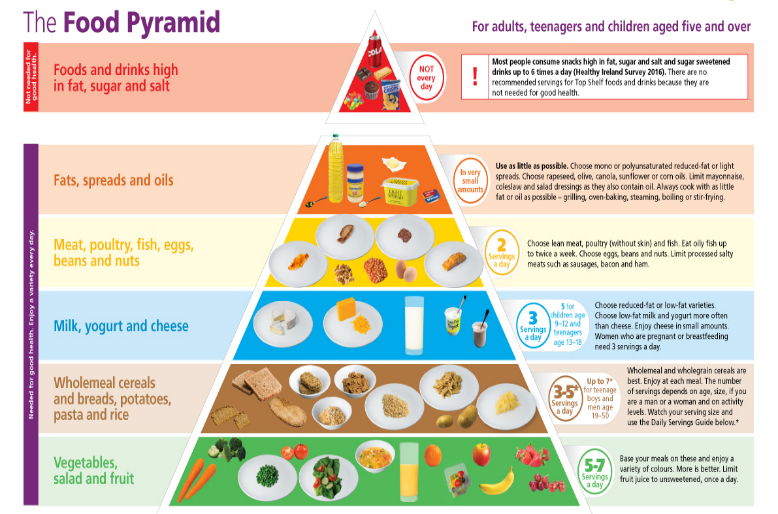 The Food Pyramid
For adults, teenagers and children aged five and over
Not needed for
good health.
Foods and drinks high
in fat, sugar and salt
COLA
NOT
every
day
!
Most people consume snacks high in fat, sugar and salt and sugar sweetened
drinks up to 6 times a day (Healthy Ireland Survey 2016). There are no
recommended servings for Top Shelf foods and drinks because they are
not needed for good health.
Needed for good health. Enjoy a variety every day.
Fats, spreads and oils
In very
small
amounts
Use as little as possible. Choose mono or polyunsaturated reduced-fat or light
spreads. Choose rapeseed, olive, canola, sunflower or corn oils. Limit mayonnaise,
coleslaw and salad dressings as they also contain oil. Always cook with as little
fat or oil as possible – grilling, oven-baking, steaming, boiling or stir-frying.
Meat, poultry, fish, eggs,
beans and nuts
2
Servings
a day
Choose lean meat, poultry (without skin) and fish. Eat oily fish up
to twice a week. Choose eggs, beans and nuts. Limit processed salty
meats such as sausages, bacon and ham.
Milk, yogurt and cheese
3
Servings
a day
5 for
children age
9–12 and
teenagers
age 13–18
Choose reduced-fat or low-fat varieties.
Choose low-fat milk and yogurt more often
than cheese. Enjoy cheese in small amounts.
Women who are pregnant or breastfeeding
need 3 servings a day.
Wholemeal cereals
and breads, potatoes,
pasta and rice
3-5*
Servings
a day
Up to 7*
for teenage
boys and
men age
19–50
Wholemeal and wholegrain cereals are
best. Enjoy at each meal. The number
of servings depends on age, size, if you
are a man or a woman and on activity
levels. Watch your serving size and
use the Daily Servings Guide below.*
Vegetables,
salad and fruit
5-7
Servings
a day
Base your meals on these and enjoy a
variety of colours. More is better. Limit
fruit juice to unsweetened, once a day.